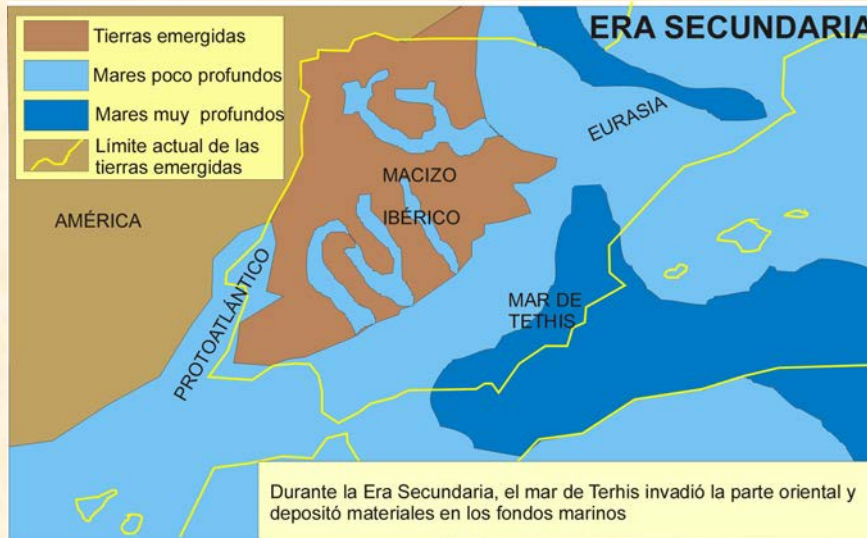 ERA SECUNDARIA
Tierras emergidas
Mares poco profundos
Mares muy profundos
Límite actual de las
tierras emergidas
EURASIA
MACIZO
IBÉRICO
AMÉRICA
PROTOATLÁNTICO
MAR DE
TETHIS
Durante la Era Secundaria, el mar de Terhis invadió la parte oriental y
depositó materiales en los fondos marinos